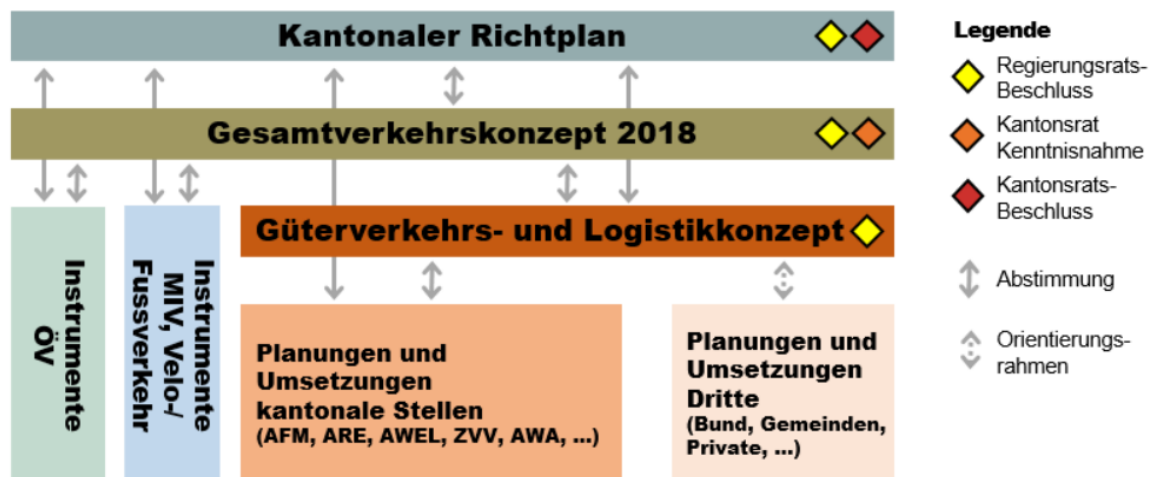 Kantonaler Richtplan
Gesamtverkehrskonzept 2018
Güterverkehrs- und Logistikkonzept
Instrumente
ÖV
Instrumente
MIV, Velo-/
Fussverkehr
Planungen und
Umsetzungen
kantonale Stellen
(AFM, ARE, AWEL, ZVV, AWA, ...)
Planungen und
Umsetzungen
Dritte
(Bund, Gemeinden,
Private, ...)
Legende
Regierungsrats-
Beschluss
Kantonsrat
Kenntnisnahme
Kantonsrats-
Beschluss
Abstimmung
Orientierungs-
rahmen